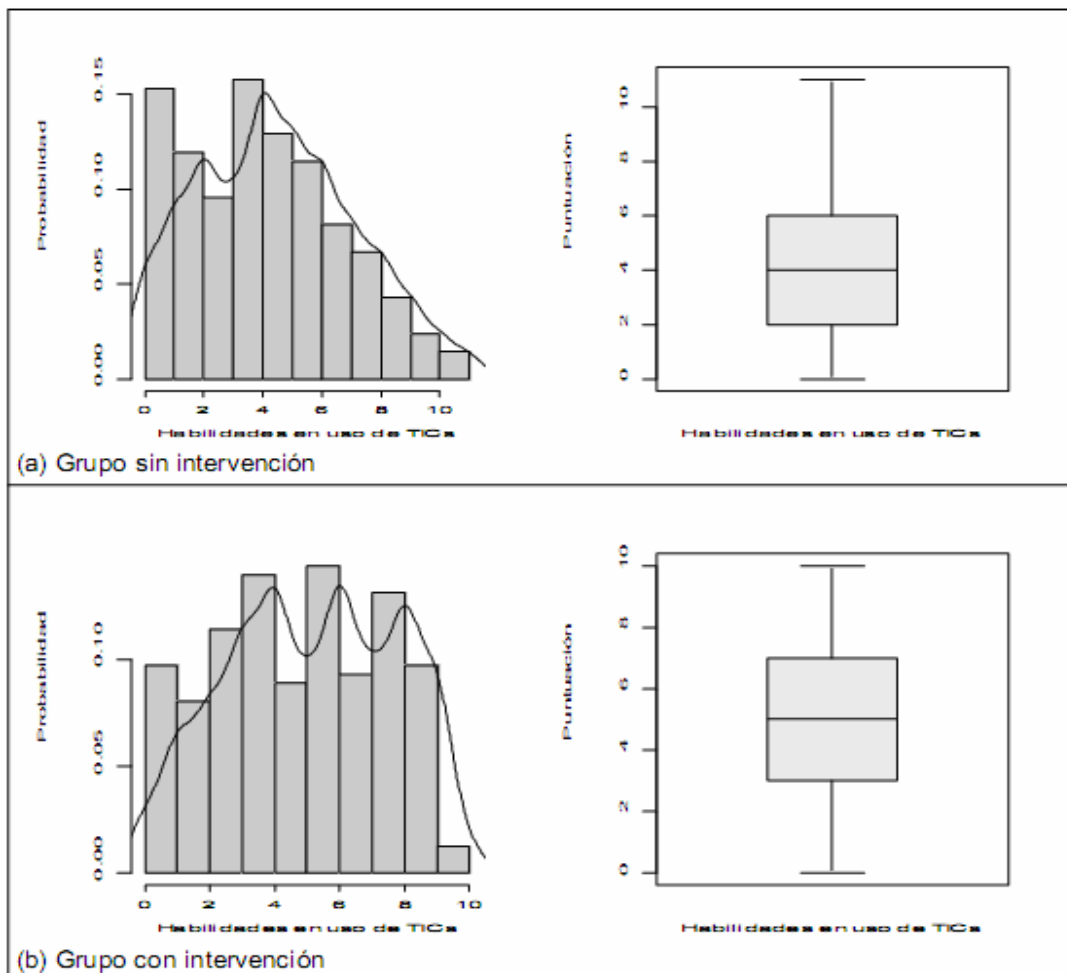 Probabilidad
0.00 0.05 0.10 0.15
0 2 4 6 8 10
Habilidades en uso de TICs
Puntuación
0 2 4 6 8 10
Habilidades en uso de TICs
(a) Grupo sin intervención
Probabilidad
0.00 0.05 0.10
0 2 4 6 8 10
Habilidades en uso de TICs
Puntuación
0 2 4 6 8 10
Habilidades en uso de TICs
(b) Grupo con intervención